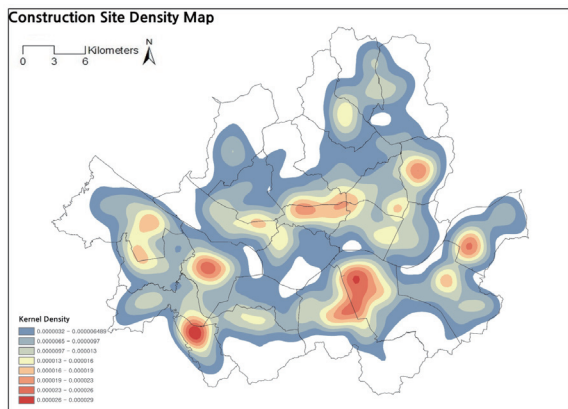 Construction Site Density Map
N
Kilometers
0 3 6
Kernel Density
0.0000032 - 0.000006499
0.0000065 - 0.0000097
0.0000097 - 0.000013
0.000013 - 0.000016
0.000016 - 0.000019
0.000019 - 0.000023
0.000023 - 0.000026
0.000026 - 0.000029